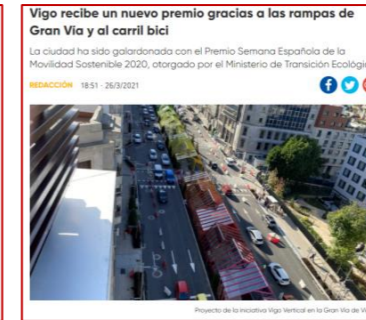 Vigo recibe un nuevo premio gracias a las rampas de
Gran Vía y al carril bici
La ciudad ha sido galardonada con el Premio Semana Española de la
Movilidad Sostenible 2020, otorgado por el Ministerio de Transición Ecológi
REDACCIÓN 18:51 - 26/3/2021
Proyecto de la iniciativa Vigo Vertical en la Gran Vía de V